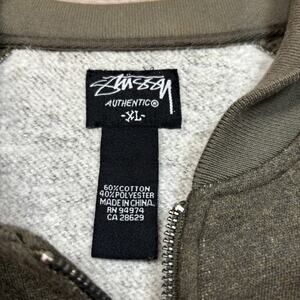 Stüssy
AUTHENTIC®
-XL-
60% COTTON
40% POLYESTER
MADE IN CHINA.
RN 94974
CA 28629